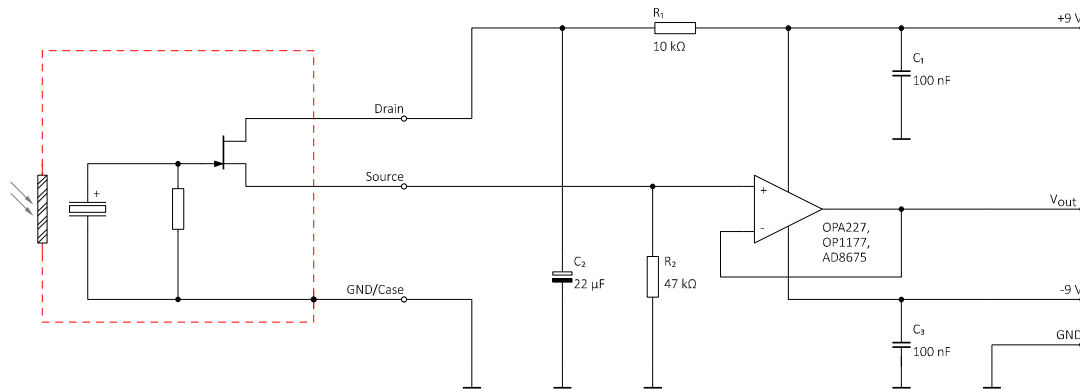 R₁
10 kΩ
+9 V
C₁
100 nF
Drain
+
Source
+
-
Vout
OPA227,
OP1177,
AD8675
C₂
22 µF
R₂
47 kΩ
GND/Case
-9 V
C₃
100 nF
GND